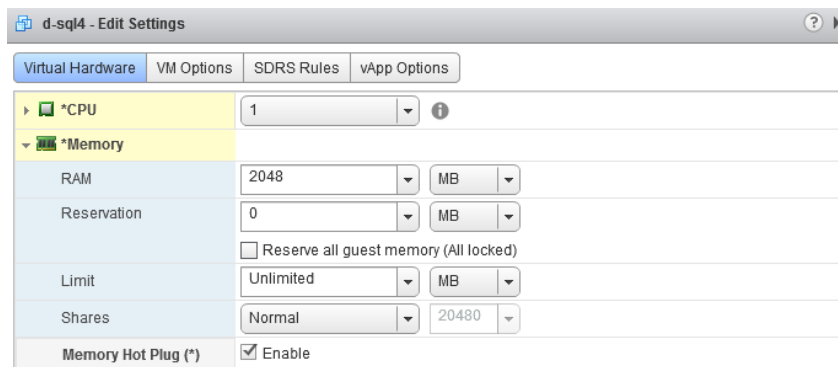 d-sql4 - Edit Settings ?
Virtual Hardware VM Options SDRS Rules vApp Options
*CPU 1
*Memory
RAM 2048 MB
Reservation 0 MB
Reserve all guest memory (All locked)
Limit Unlimited MB
Shares Normal 20480
Memory Hot Plug (*) Enable